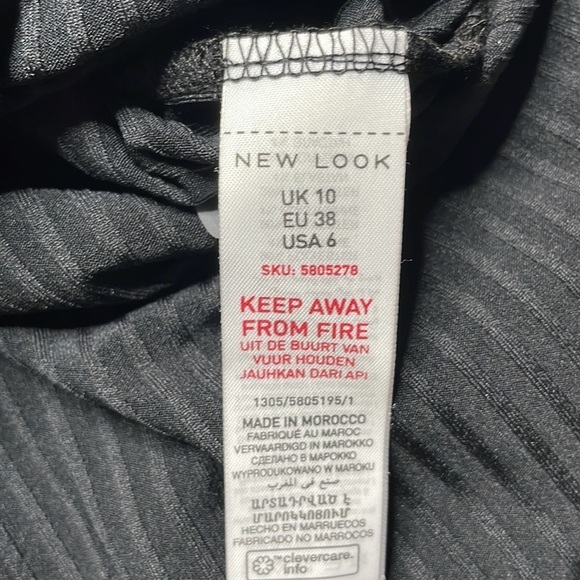 NEW LOOK
UK 10
EU 38
USA 6
SKU: 5805278
KEEP AWAY
FROM FIRE
UIT DE BUURT VAN
VUUR HOUDEN
JAUHKAN DARI API
1305/5805195/1
MADE IN MOROCCO
FABRIQUÉ AU MAROC
VERVAARDIGD IN MAROKKO
СДЕЛАНО В МАРОККО
WYPRODUKOWANO W MAROKU
صنع في المغرب
ԱՐՏԱԴՐՎԱԾ Է
ՄԱՐՈԿԿՈՅՈՒՄ
HECHO EN MARRUECOS
FABRICADO NO MARROCOS
™clevercare.
info